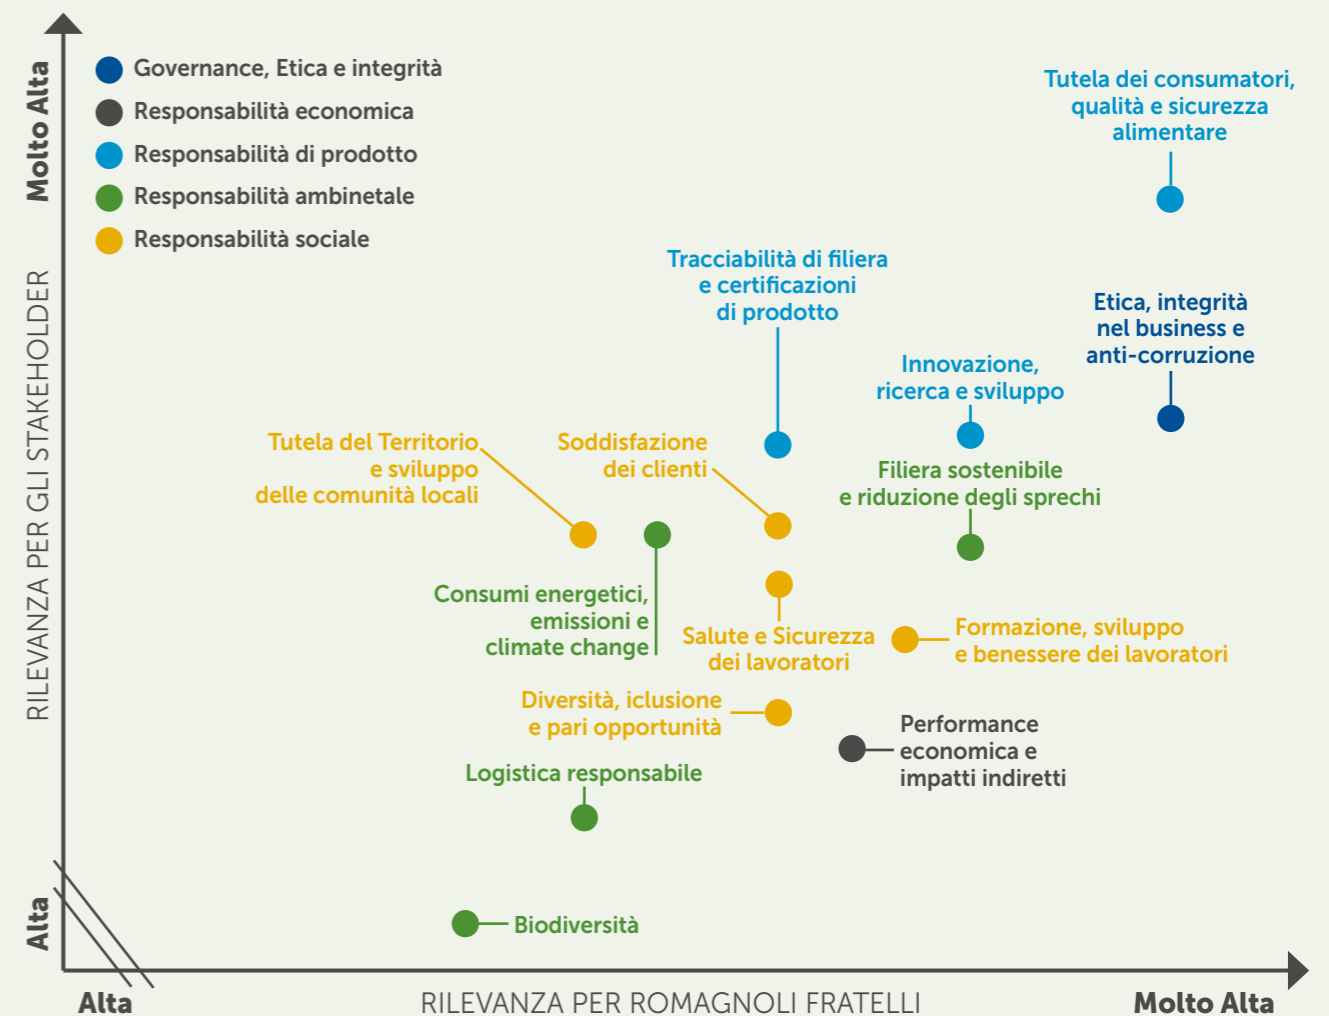 Molto Alta
Governance, Etica e integrità
Responsabilità economica
Responsabilità di prodotto
Responsabilità ambinetale
Responsabilità sociale
Tutela dei consumatori,
qualità e sicurezza
alimentare
Tracciabilità di filiera
e certificazioni
di prodotto
Etica, integrità
nel business e
anti-corruzione
Innovazione,
ricerca e sviluppo
RILEVANZA PER GLI STAKEHOLDER
Tutela del Territorio
e sviluppo
delle comunità locali
Soddisfazione
dei clienti
Filiera sostenibile
e riduzione degli sprechi
Consumi energetici,
emissioni e
climate change
Salute e Sicurezza
dei lavoratori
Formazione, sviluppo
e benessere dei lavoratori
Diversità, iclusione
e pari opportunità
Performance
economica e
impatti indiretti
Logistica responsabile
Biodiversità
Alta
Alta
RILEVANZA PER ROMAGNOLI FRATELLI
Molto Alta